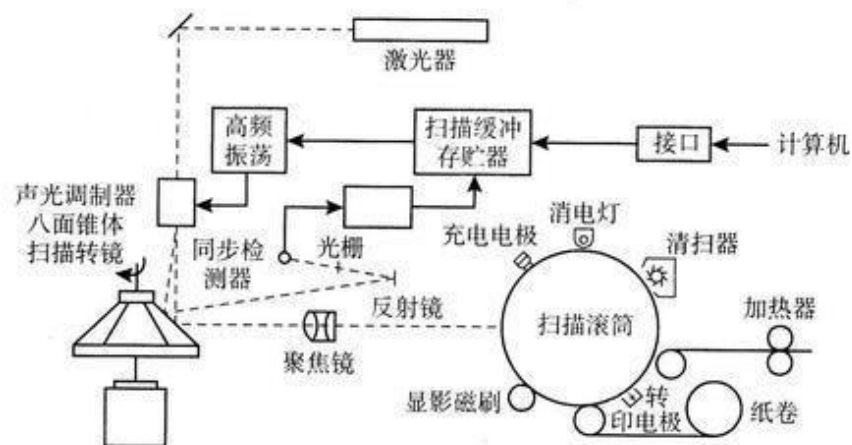 激光器
高频
振荡
扫描缓冲
存贮器
接口
计算机
声光调制器
八面锥体
扫描转镜
同步检
测器
光栅
反射镜
聚焦镜
充电电极
消电灯
清扫器
扫描滚筒
加热器
显影磁刷
转
印电极
纸卷